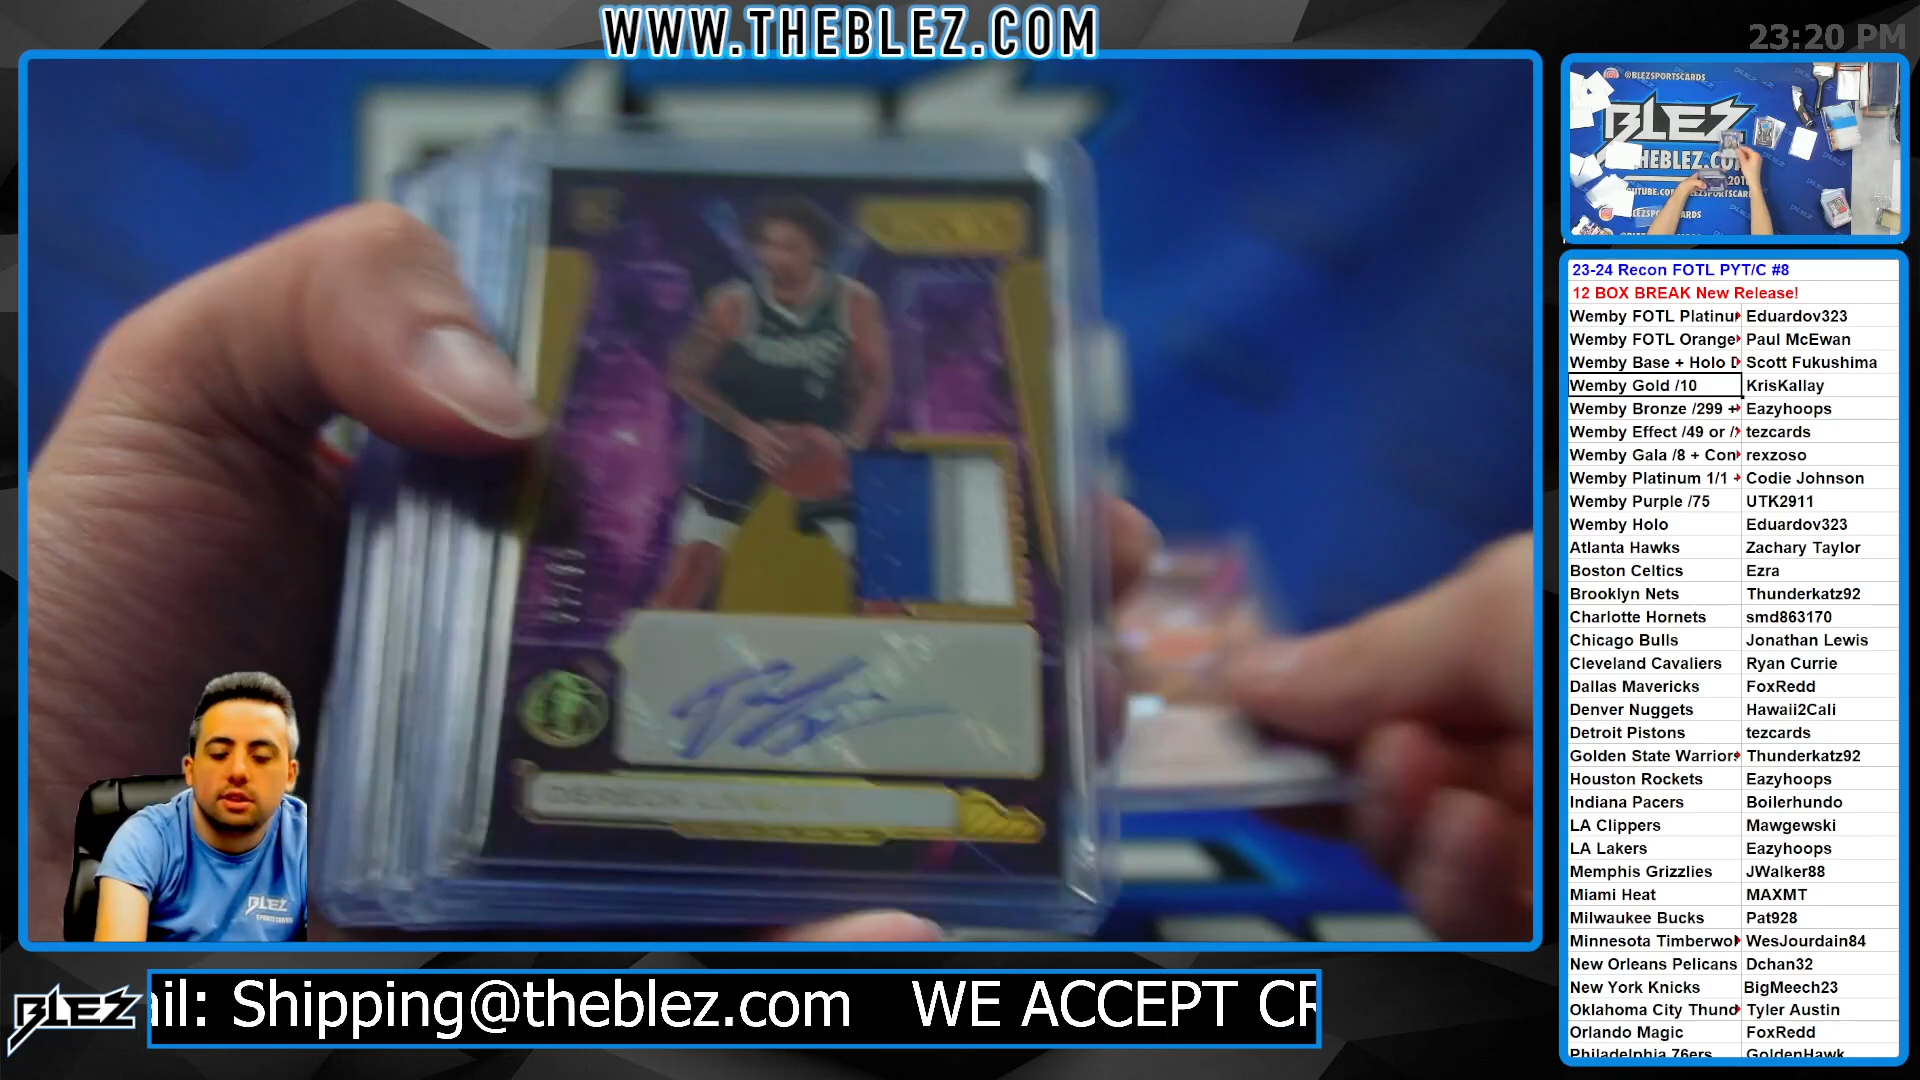 WWW.THEBLEZ.COM
23:20 PM
@BLEZSPORTSCARDS
BLEZ
23-24 Recon FOTL PYT/C #8
12 BOX BREAK New Release!
Wemby FOTL Platinu Eduardov323
Wemby FOTL Orange Paul McEwan
Wemby Base + Holo D Scott Fukushima
Wemby Gold /10 KrisKallay
Wemby Bronze /299 + Eazyhoops
Wemby Effect /49 or / tezcards
Wemby Gala /8 + Con rexzoso
Wemby Platinum 1/1 + Codie Johnson
Wemby Purple /75 UTK2911
Wemby Holo Eduardov323
Atlanta Hawks Zachary Taylor
Boston Celtics Ezra
Brooklyn Nets Thunderkatz92
Charlotte Hornets smd863170
Chicago Bulls Jonathan Lewis
Cleveland Cavaliers Ryan Currie
Dallas Mavericks FoxRedd
Denver Nuggets Hawaii2Cali
Detroit Pistons tezcards
Golden State Warriors Thunderkatz92
Houston Rockets Eazyhoops
Indiana Pacers Boilerhundo
LA Clippers Mawgewski
LA Lakers Eazyhoops
Memphis Grizzlies JWalker88
Miami Heat MAXMT
Milwaukee Bucks Pat928
Minnesota Timberwol WesJourdain84
New Orleans Pelicans Dchan32
New York Knicks BigMeech23
Oklahoma City Thund Tyler Austin
Orlando Magic FoxRedd
Philadelphia 76ers GoldenHawk
BLEZ
BLEZ
ail: Shipping@theblez.com WE ACCEPT CR